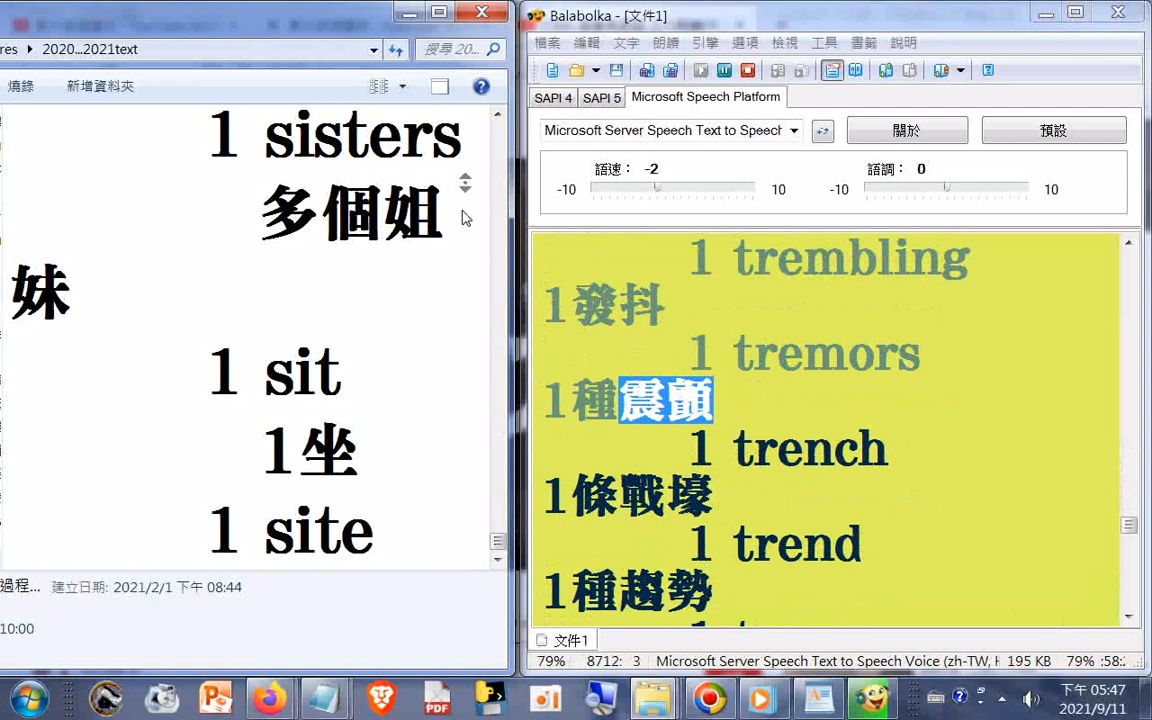 res ▸ 2020...2021text
搜尋 20...
燒錄 新增資料夾
1 sisters
多個姐
妹
1 sit
1坐
1 site
過程... 建立日期: 2021/2/1 下午 08:44
10:00
Balabolka - [文件1]
檔案 編輯 文字 朗讀 引擎 選項 檢視 工具 書籤 說明
SAPI 4 SAPI 5 Microsoft Speech Platform
Microsoft Server Speech Text to Speech
關於 預設
語速： -2 語調： 0
-10 10 -10 10
1 trembling
1發抖
1 tremors
1種震顫
1 trench
1條戰壕
1 trend
1種趨勢
文件1
79% 8712: 3 Microsoft Server Speech Text to Speech Voice (zh-TW, H 195 KB 79% :58:
PDF
下午 05:47
2021/9/11